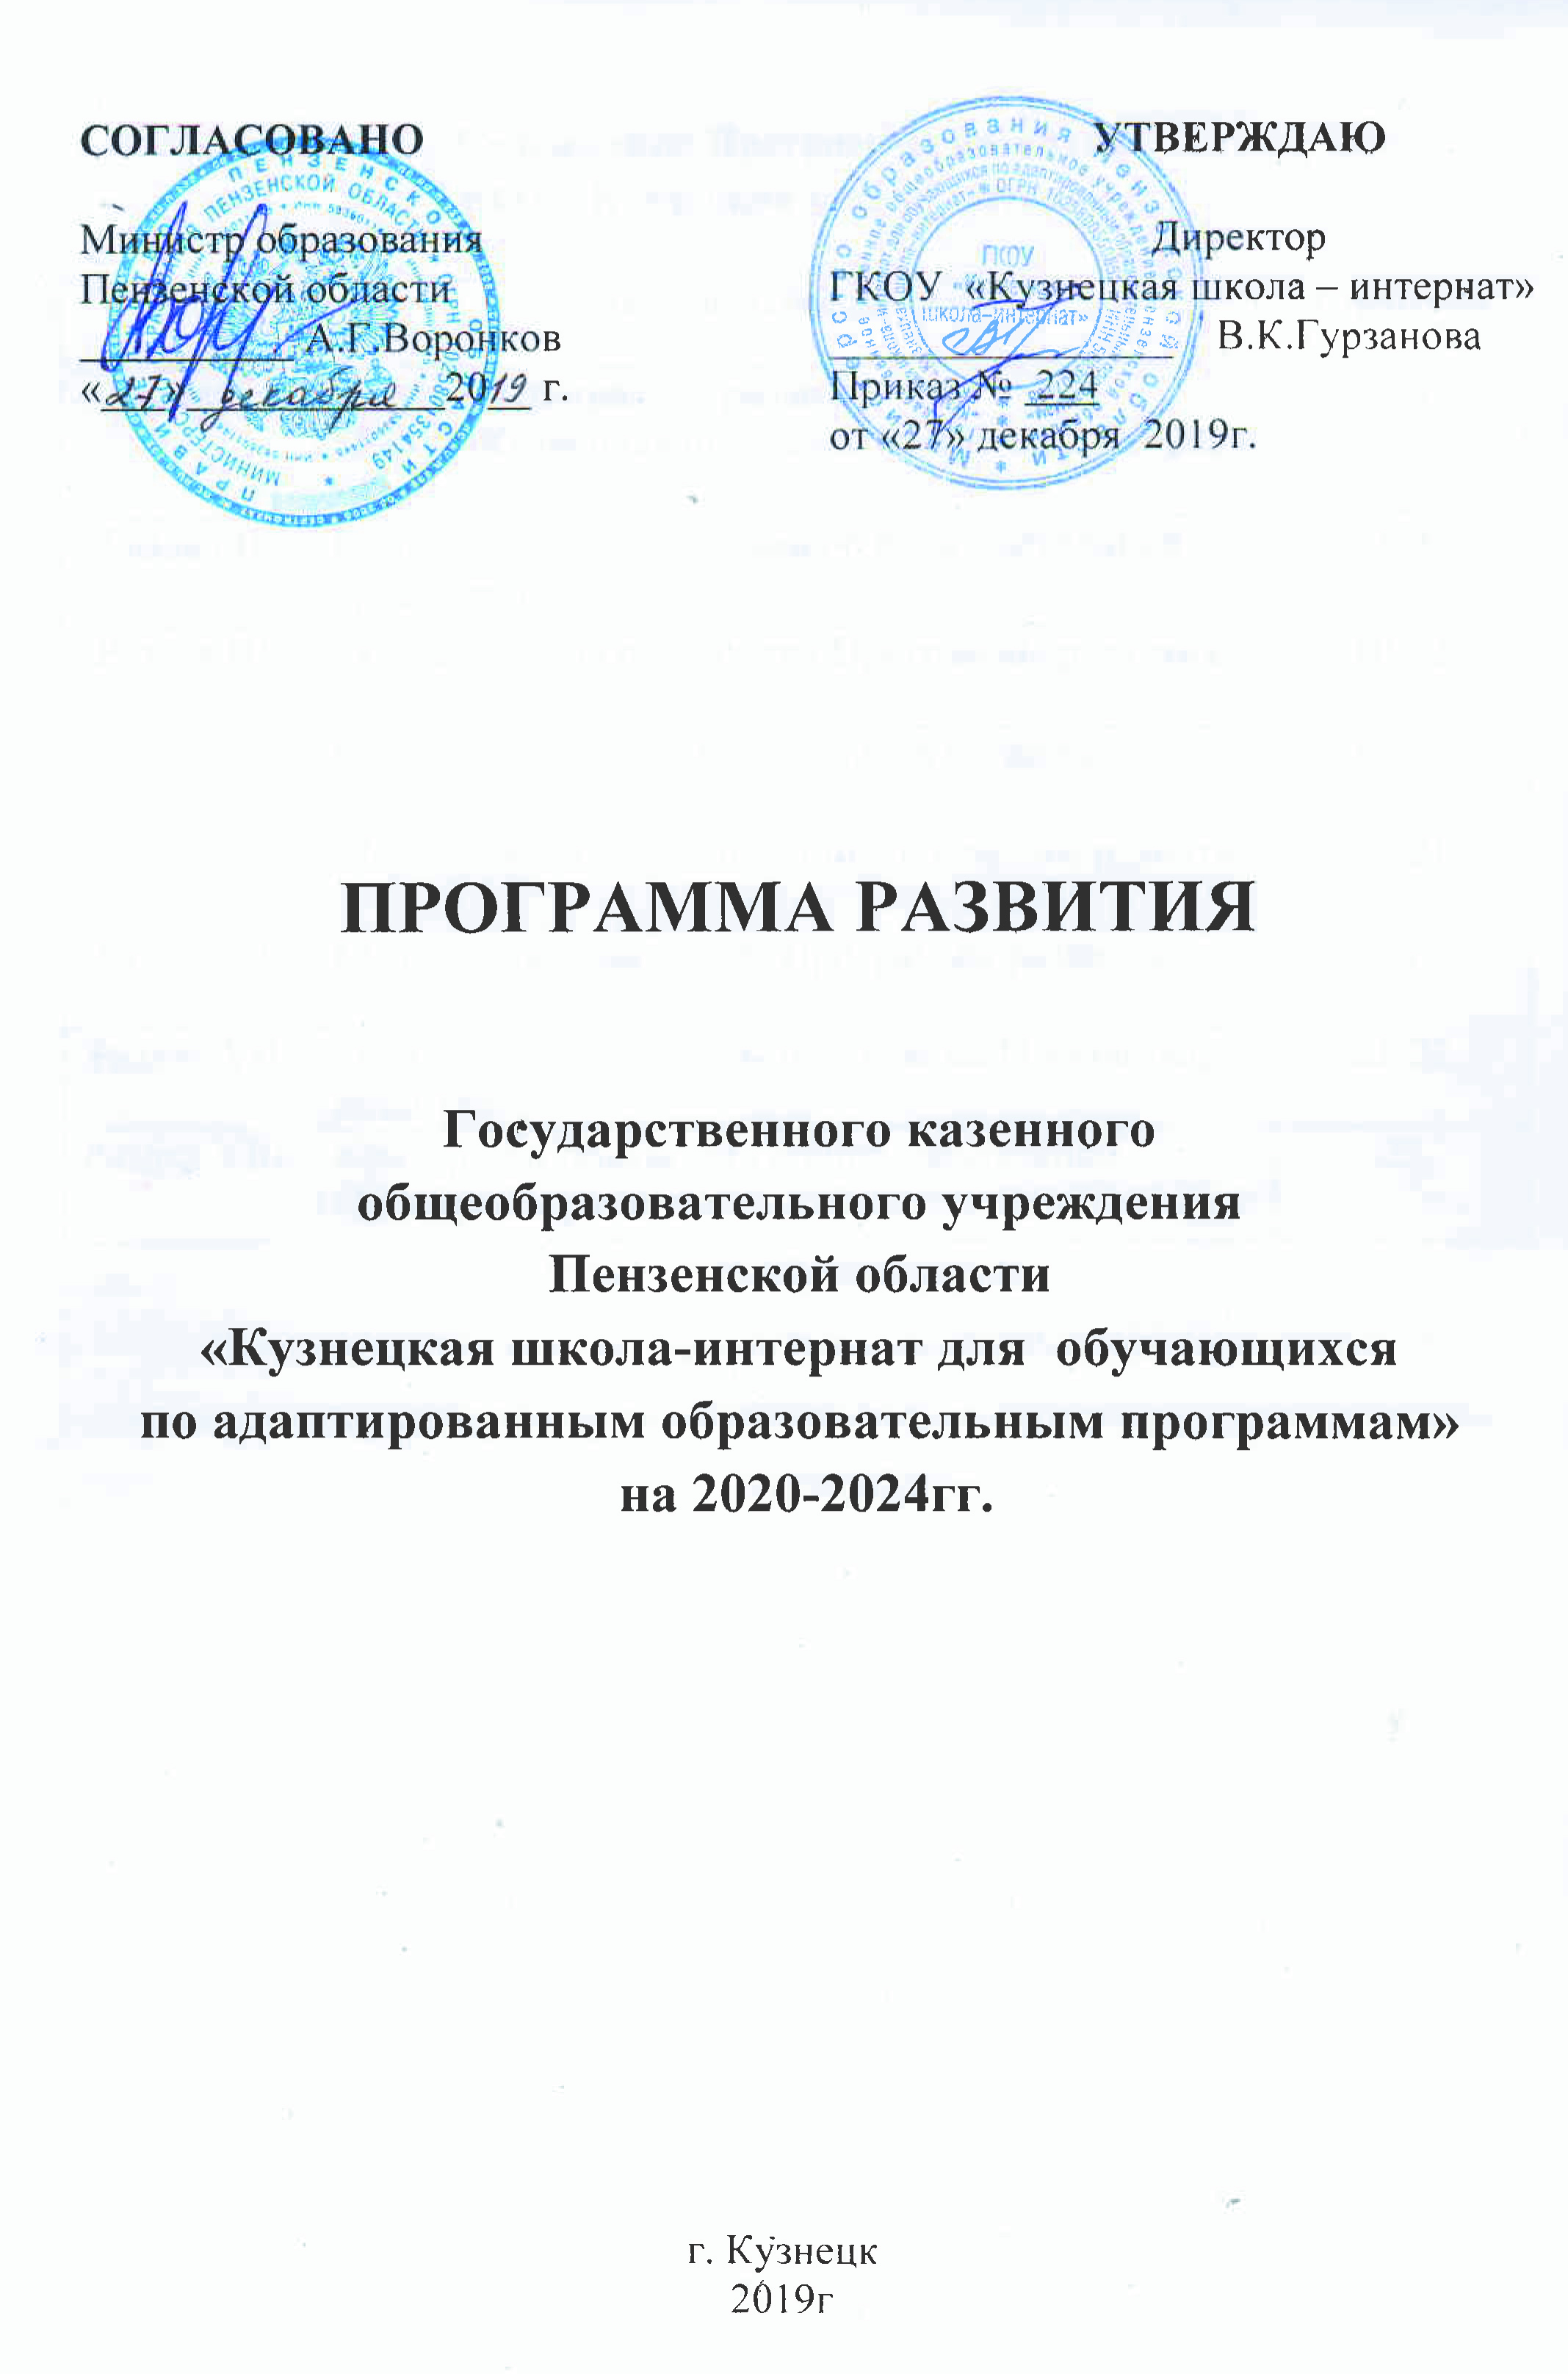 СОГЛАСОВАНО
Министр образования
Пензенской области
А.Г.Воронков
«27» декабря 2019 г.
УТВЕРЖДАЮ
Директор
ГКОУ «Кузнецкая школа – интернат»
В.К.Гурзанова
Приказ № 224
от «27» декабря 2019г.
ПРОГРАММА РАЗВИТИЯ
Государственного казенного
общеобразовательного учреждения
Пензенской области
«Кузнецкая школа-интернат для обучающихся
по адаптированным образовательным программам»
на 2020-2024гг.
г. Кузнецк
2019г